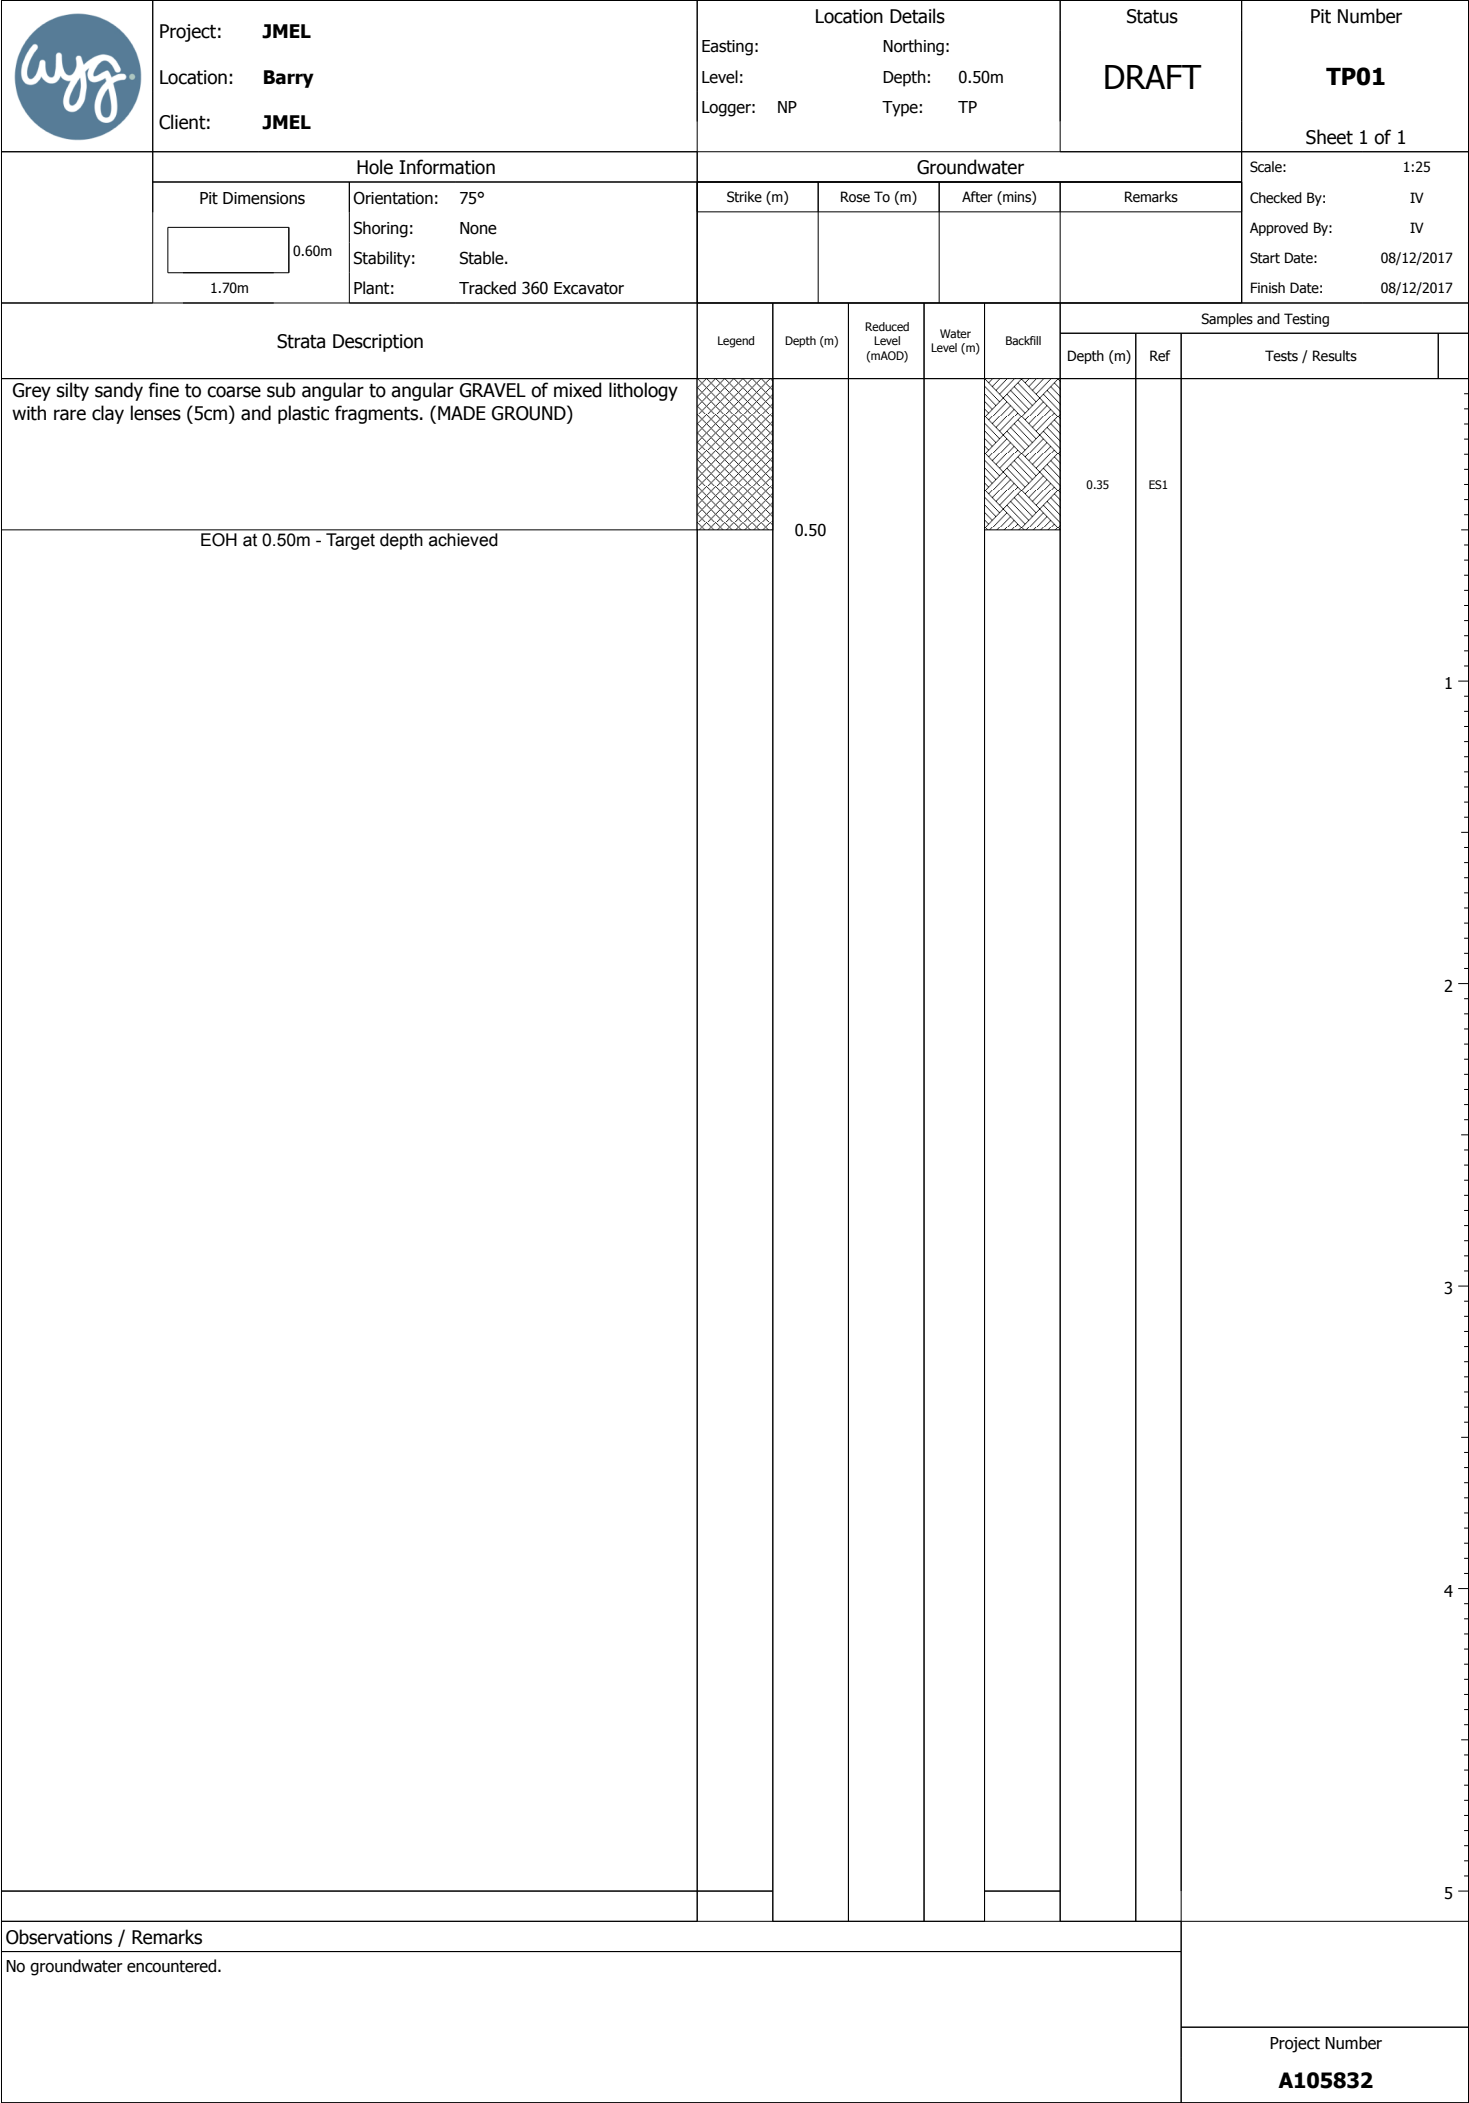 wyg.
Project: JMEL
Location: Barry
Client: JMEL
Location Details
Easting: Northing:
Level: Depth: 0.50m
Logger: NP Type: TP
Status
DRAFT
Pit Number
TP01
Sheet 1 of 1
Hole Information
Pit Dimensions
0.60m
1.70m
Orientation: 75°
Shoring: None
Stability: Stable.
Plant: Tracked 360 Excavator
Groundwater
Strike (m) Rose To (m) After (mins) Remarks
Scale: 1:25
Checked By: IV
Approved By: IV
Start Date: 08/12/2017
Finish Date: 08/12/2017
Strata Description
Legend
Depth (m)
Reduced
Level
(mAOD)
Water
Level (m)
Backfill
Samples and Testing
Depth (m) Ref Tests / Results
Grey silty sandy fine to coarse sub angular to angular GRAVEL of mixed lithology
with rare clay lenses (5cm) and plastic fragments. (MADE GROUND)
0.35 ES1
0.50
EOH at 0.50m - Target depth achieved
1
2
3
4
5
Observations / Remarks
No groundwater encountered.
Project Number
A105832